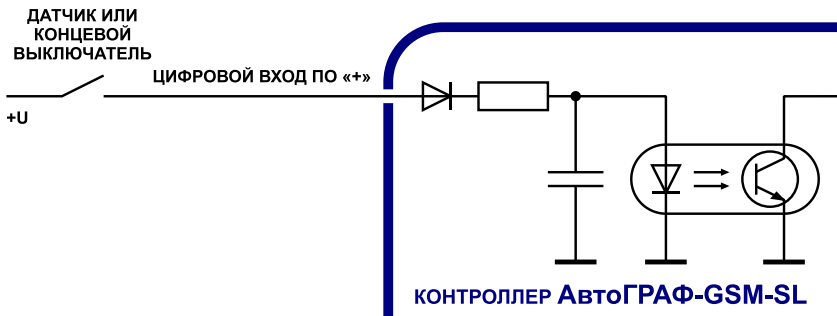 ДАТЧИК ИЛИ
КОНЦЕВОЙ
ВЫКЛЮЧАТЕЛЬ
ЦИФРОВОЙ ВХОД ПО «+»
+U
КОНТРОЛЛЕР АвтоГРАФ-GSM-SL